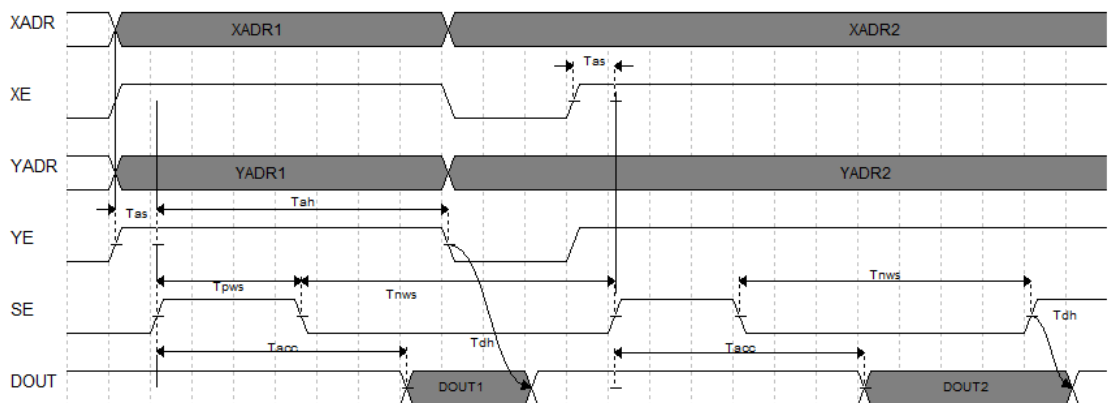 XADR XADR1 XADR2
Tas
XE
YADR YADR1 YADR2
Tas Tah
YE
Tpws Tnws Tnws
SE
Tdh
Tacc Tdh Tacc
DOUT DOUT1 DOUT2